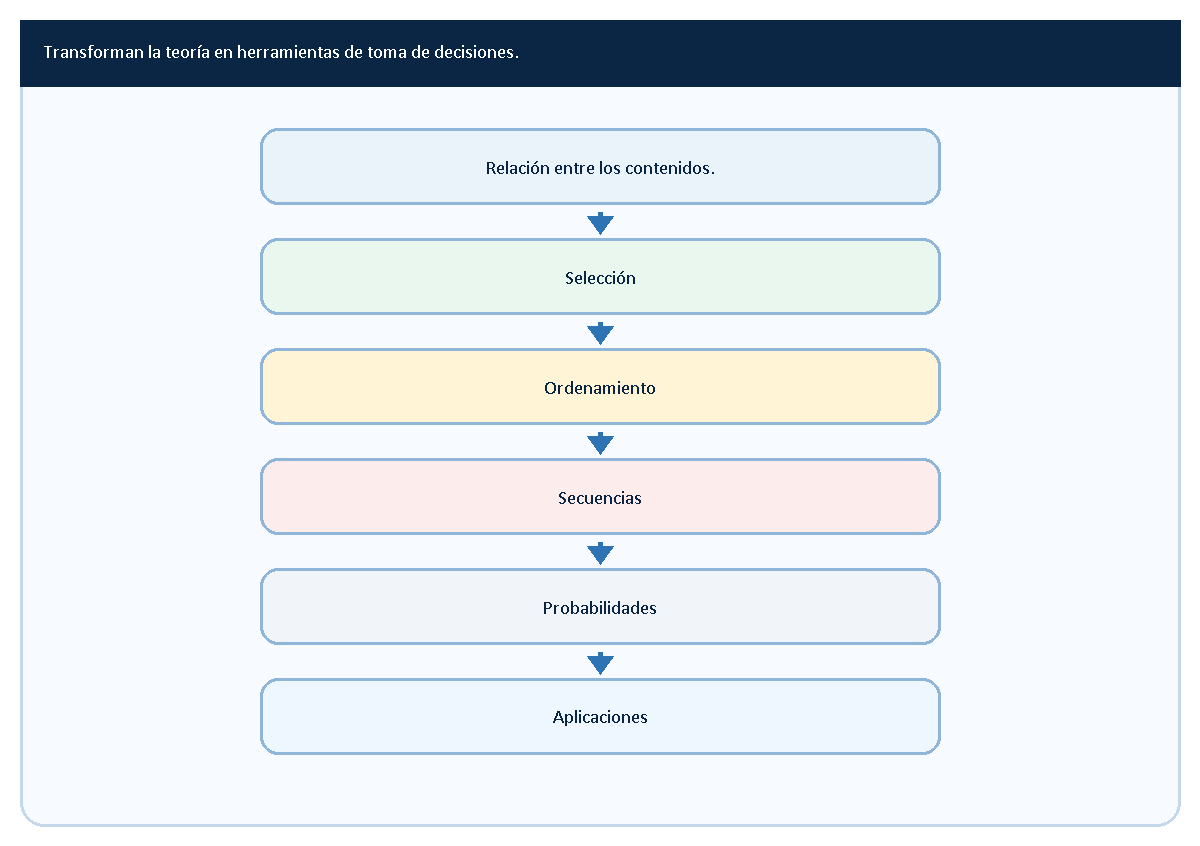 Transforman la teoría en herramientas de toma de decisiones.
Relación entre los contenidos.
Selección
Ordenamiento
Secuencias
Probabilidades
Aplicaciones